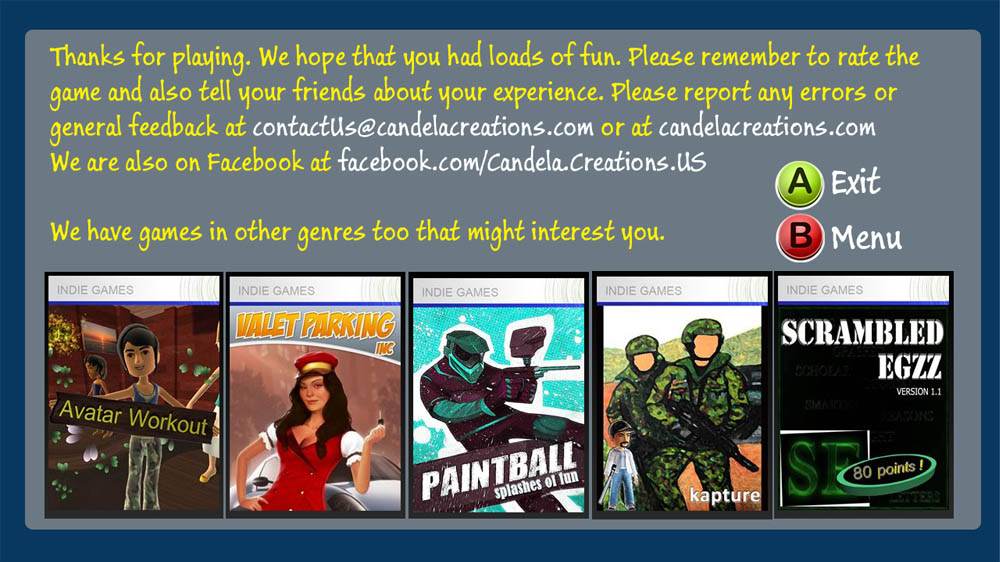 Thanks for playing. We hope that you had loads of fun. Please remember to rate the
game and also tell your friends about your experience. Please report any errors or
general feedback at contactUs@candelacreations.com or at candelacreations.com
We are also on Facebook at facebook.com/Candela.Creations.US
A Exit
We have games in other genres too that might interest you.
B Menu
INDIE GAMES
Avatar Workout
INDIE GAMES
VALET PARKING
INC
INDIE GAMES
PAINTBALL
splashes of fun
INDIE GAMES
kapture
INDIE GAMES
SCRAMBLED
EGZZ
VERSION 1.1
SCHOLAR
80 points !
LETTERS